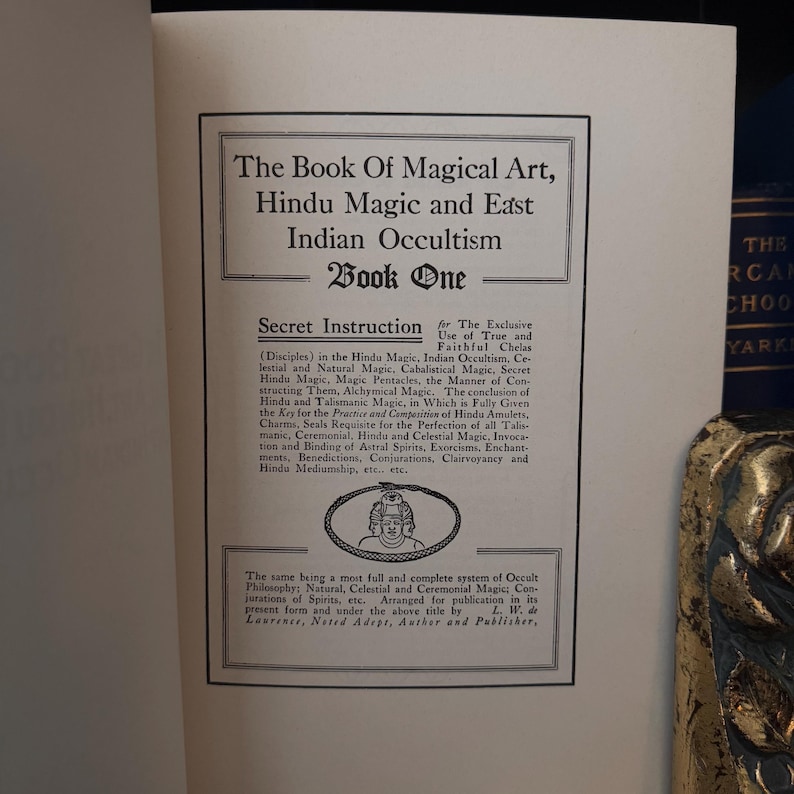 The Book Of Magical Art,
Hindu Magic and East
Indian Occultism
Book One
Secret Instruction for The Exclusive
Use of True and
Faithful Chelas
(Disciples) in the Hindu Magic, Indian Occultism, Ce-
lestial and Natural Magic, Cabalistical Magic, Secret
Hindu Magic, Magic Pentacles, the Manner of Con-
structing Them, Alchymical Magic. The conclusion of
Hindu and Talismanic Magic, in Which is Fully Given
the Key for the Practice and Composition of Hindu Amulets,
Charms, Seals Requisite for the Perfection of all Talis-
manic, Ceremonial, Hindu and Celestial Magic, Invoca-
tion and Binding of Astral Spirits, Exorcisms, Enchant-
ments, Benedictions, Conjurations, Clairvoyancy and
Hindu Mediumship, etc.. etc.
The same being a most full and complete system of Occult
Philosophy; Natural, Celestial and Ceremonial Magic; Con-
jurations of Spirits, etc. Arranged for publication in its
present form and under the above title by L. W. de
Laurence, Noted Adept, Author and Publisher,
THE
RCAN
CHOO
YARK